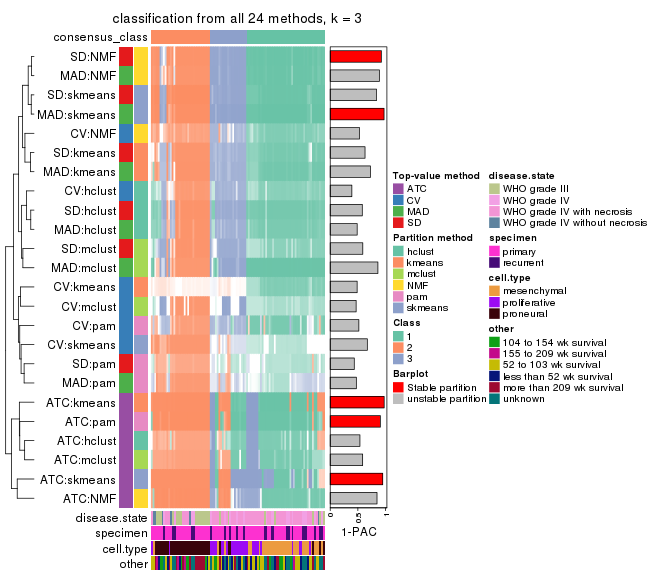 classification from all 24 methods, k = 3
consensus_class
SD:NMF
MAD:NMF
SD:skmeans
MAD:skmeans
CV:NMF
SD:kmeans
MAD:kmeans
CV:hclust
SD:hclust
MAD:hclust
SD:mclust
MAD:mclust
CV:kmeans
CV:mclust
CV:pam
CV:skmeans
SD:pam
MAD:pam
ATC:kmeans
ATC:pam
ATC:hclust
ATC:mclust
ATC:skmeans
ATC:NMF
disease.state
specimen
cell.type
other
0
0.5
1
1-PAC
Top-value method
ATC
CV
MAD
SD
Partition method
hclust
kmeans
mclust
NMF
pam
skmeans
Class
1
2
3
Barplot
Stable partition
unstable partition
disease.state
WHO grade III
WHO grade IV
WHO grade IV with necrosis
WHO grade IV without necrosis
specimen
primary
recurrent
cell.type
mesenchymal
proliferative
proneural
other
104 to 154 wk survival
155 to 209 wk survival
52 to 103 wk survival
less than 52 wk survival
more than 209 wk survival
unknown